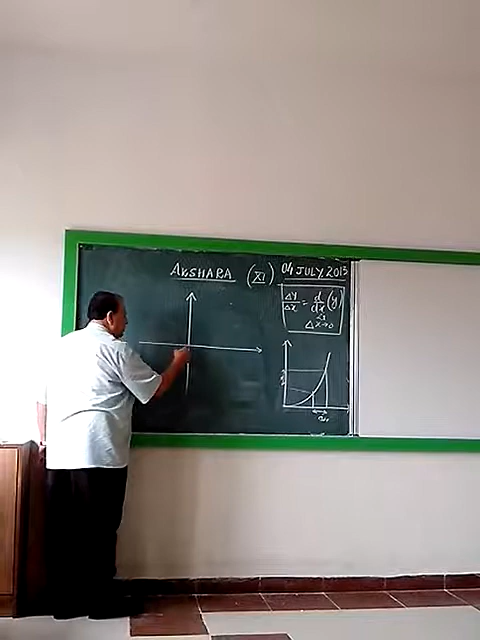 AKSHARA (XI) 04 JULY 2013
Δy/Δx = d/dx (y)
Δx→0